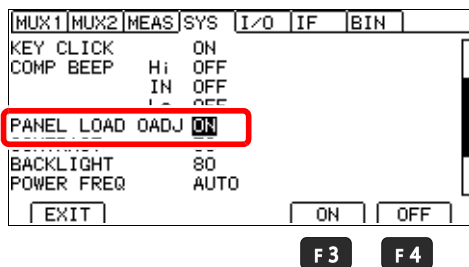 MUX1 MUX2 MEAS SYS I/O IF BIN
KEY CLICK ON
COMP BEEP Hi OFF
IN OFF
PANEL LOAD OADJ ON
BACKLIGHT 80
POWER FREQ AUTO
EXIT ON OFF
F3 F4